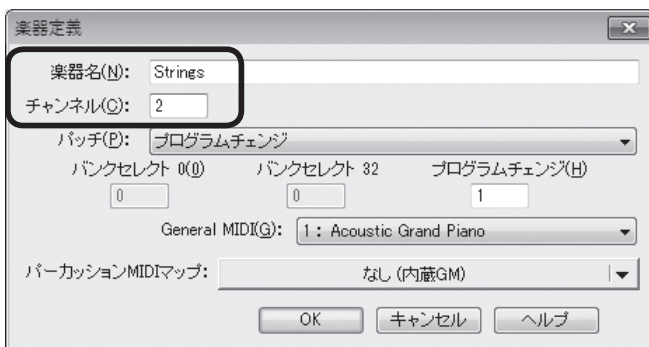 楽器定義
楽器名(N): Strings
チャンネル(C): 2
パッチ(P): プログラムチェンジ
バンクセレクト 0(0) バンクセレクト 32 プログラムチェンジ(H)
0 0 1
General MIDI(G): 1 : Acoustic Grand Piano
パーカッションMIDIマップ: なし (内蔵GM)
OK キャンセル ヘルプ